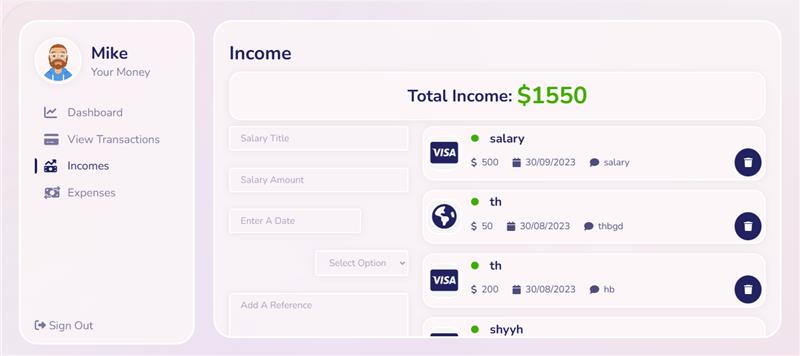 Mike
Your Money
Dashboard
View Transactions
Incomes
Expenses
Sign Out
Income
Total Income: $1550
Salary Title
Salary Amount
Enter A Date
Select Option
Add A Reference
VISA
salary
$ 500 30/09/2023 salary
th
$ 50 30/08/2023 thbgd
VISA
th
$ 200 30/08/2023 hb
shyyh